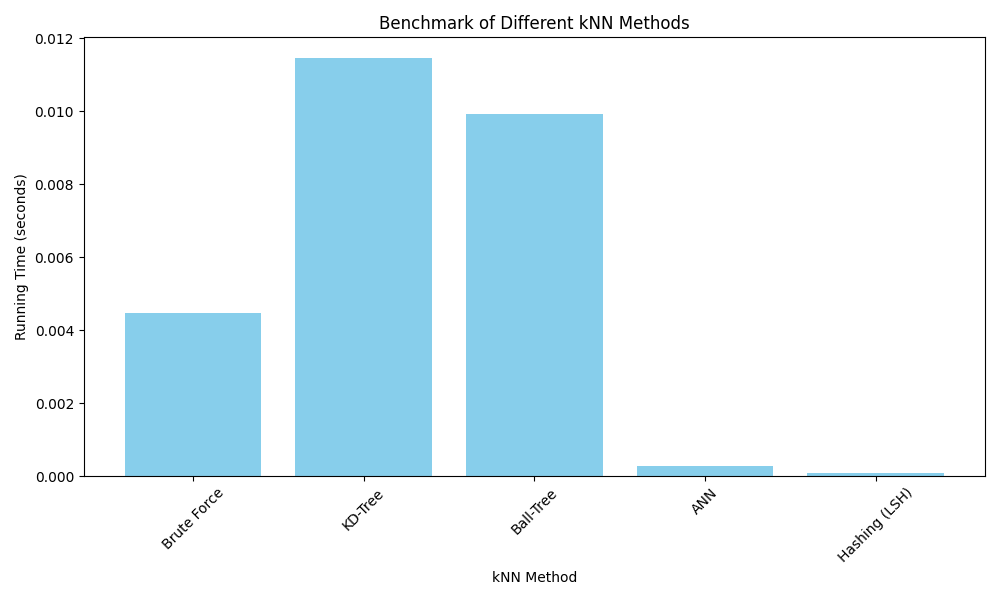 Benchmark of Different kNN Methods
Running Time (seconds)
0.012
0.010
0.008
0.006
0.004
0.002
0.000
Brute Force
KD-Tree
Ball-Tree
ANN
Hashing (LSH)
kNN Method